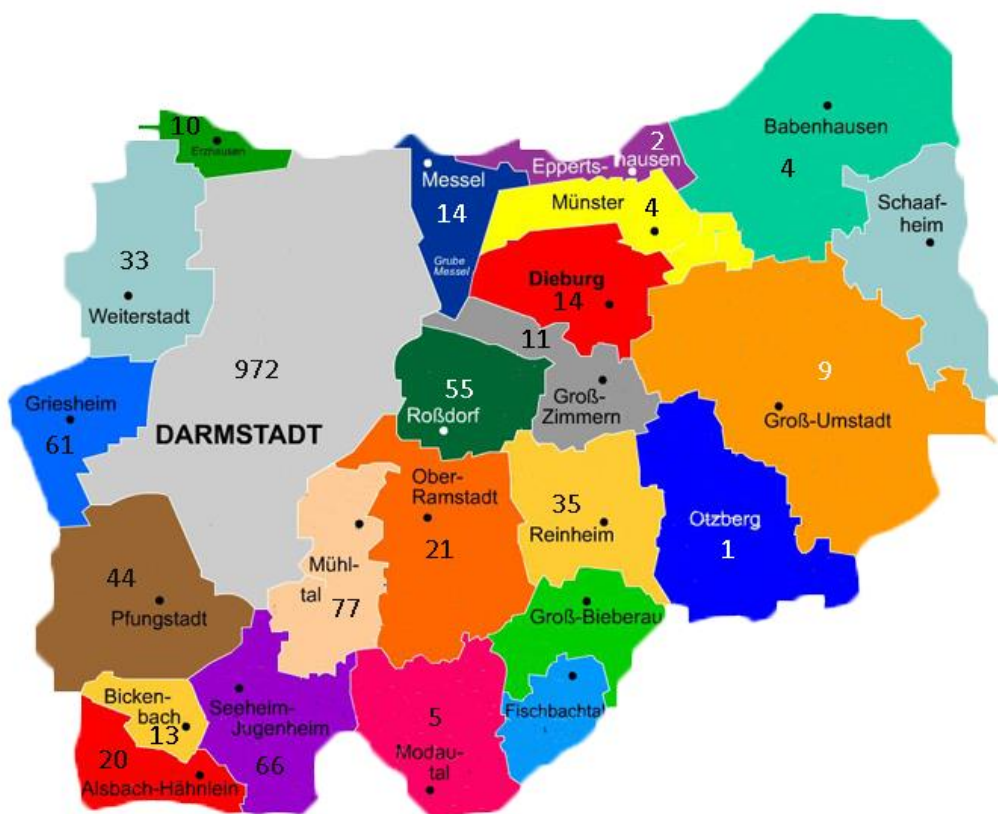 10
Erzhausen
Messel
14
Grube
Messel
2
Epperts-
hausen
Münster
4
Babenhausen
4
Schaaf-
heim
33
Weiterstadt
Dieburg
14
11
Groß-
Zimmern
972
DARMSTADT
55
Roßdorf
9
Groß-Umstadt
Griesheim
61
Ober-
Ramstadt
21
35
Reinheim
Otzberg
1
Mühl-
tal
77
44
Pfungstadt
Groß-Bieberau
Fischbachtal
Bicken-
bach
13
Seeheim-
Jugenheim
66
5
Modau-
tal
20
Alsbach-Hähnlein